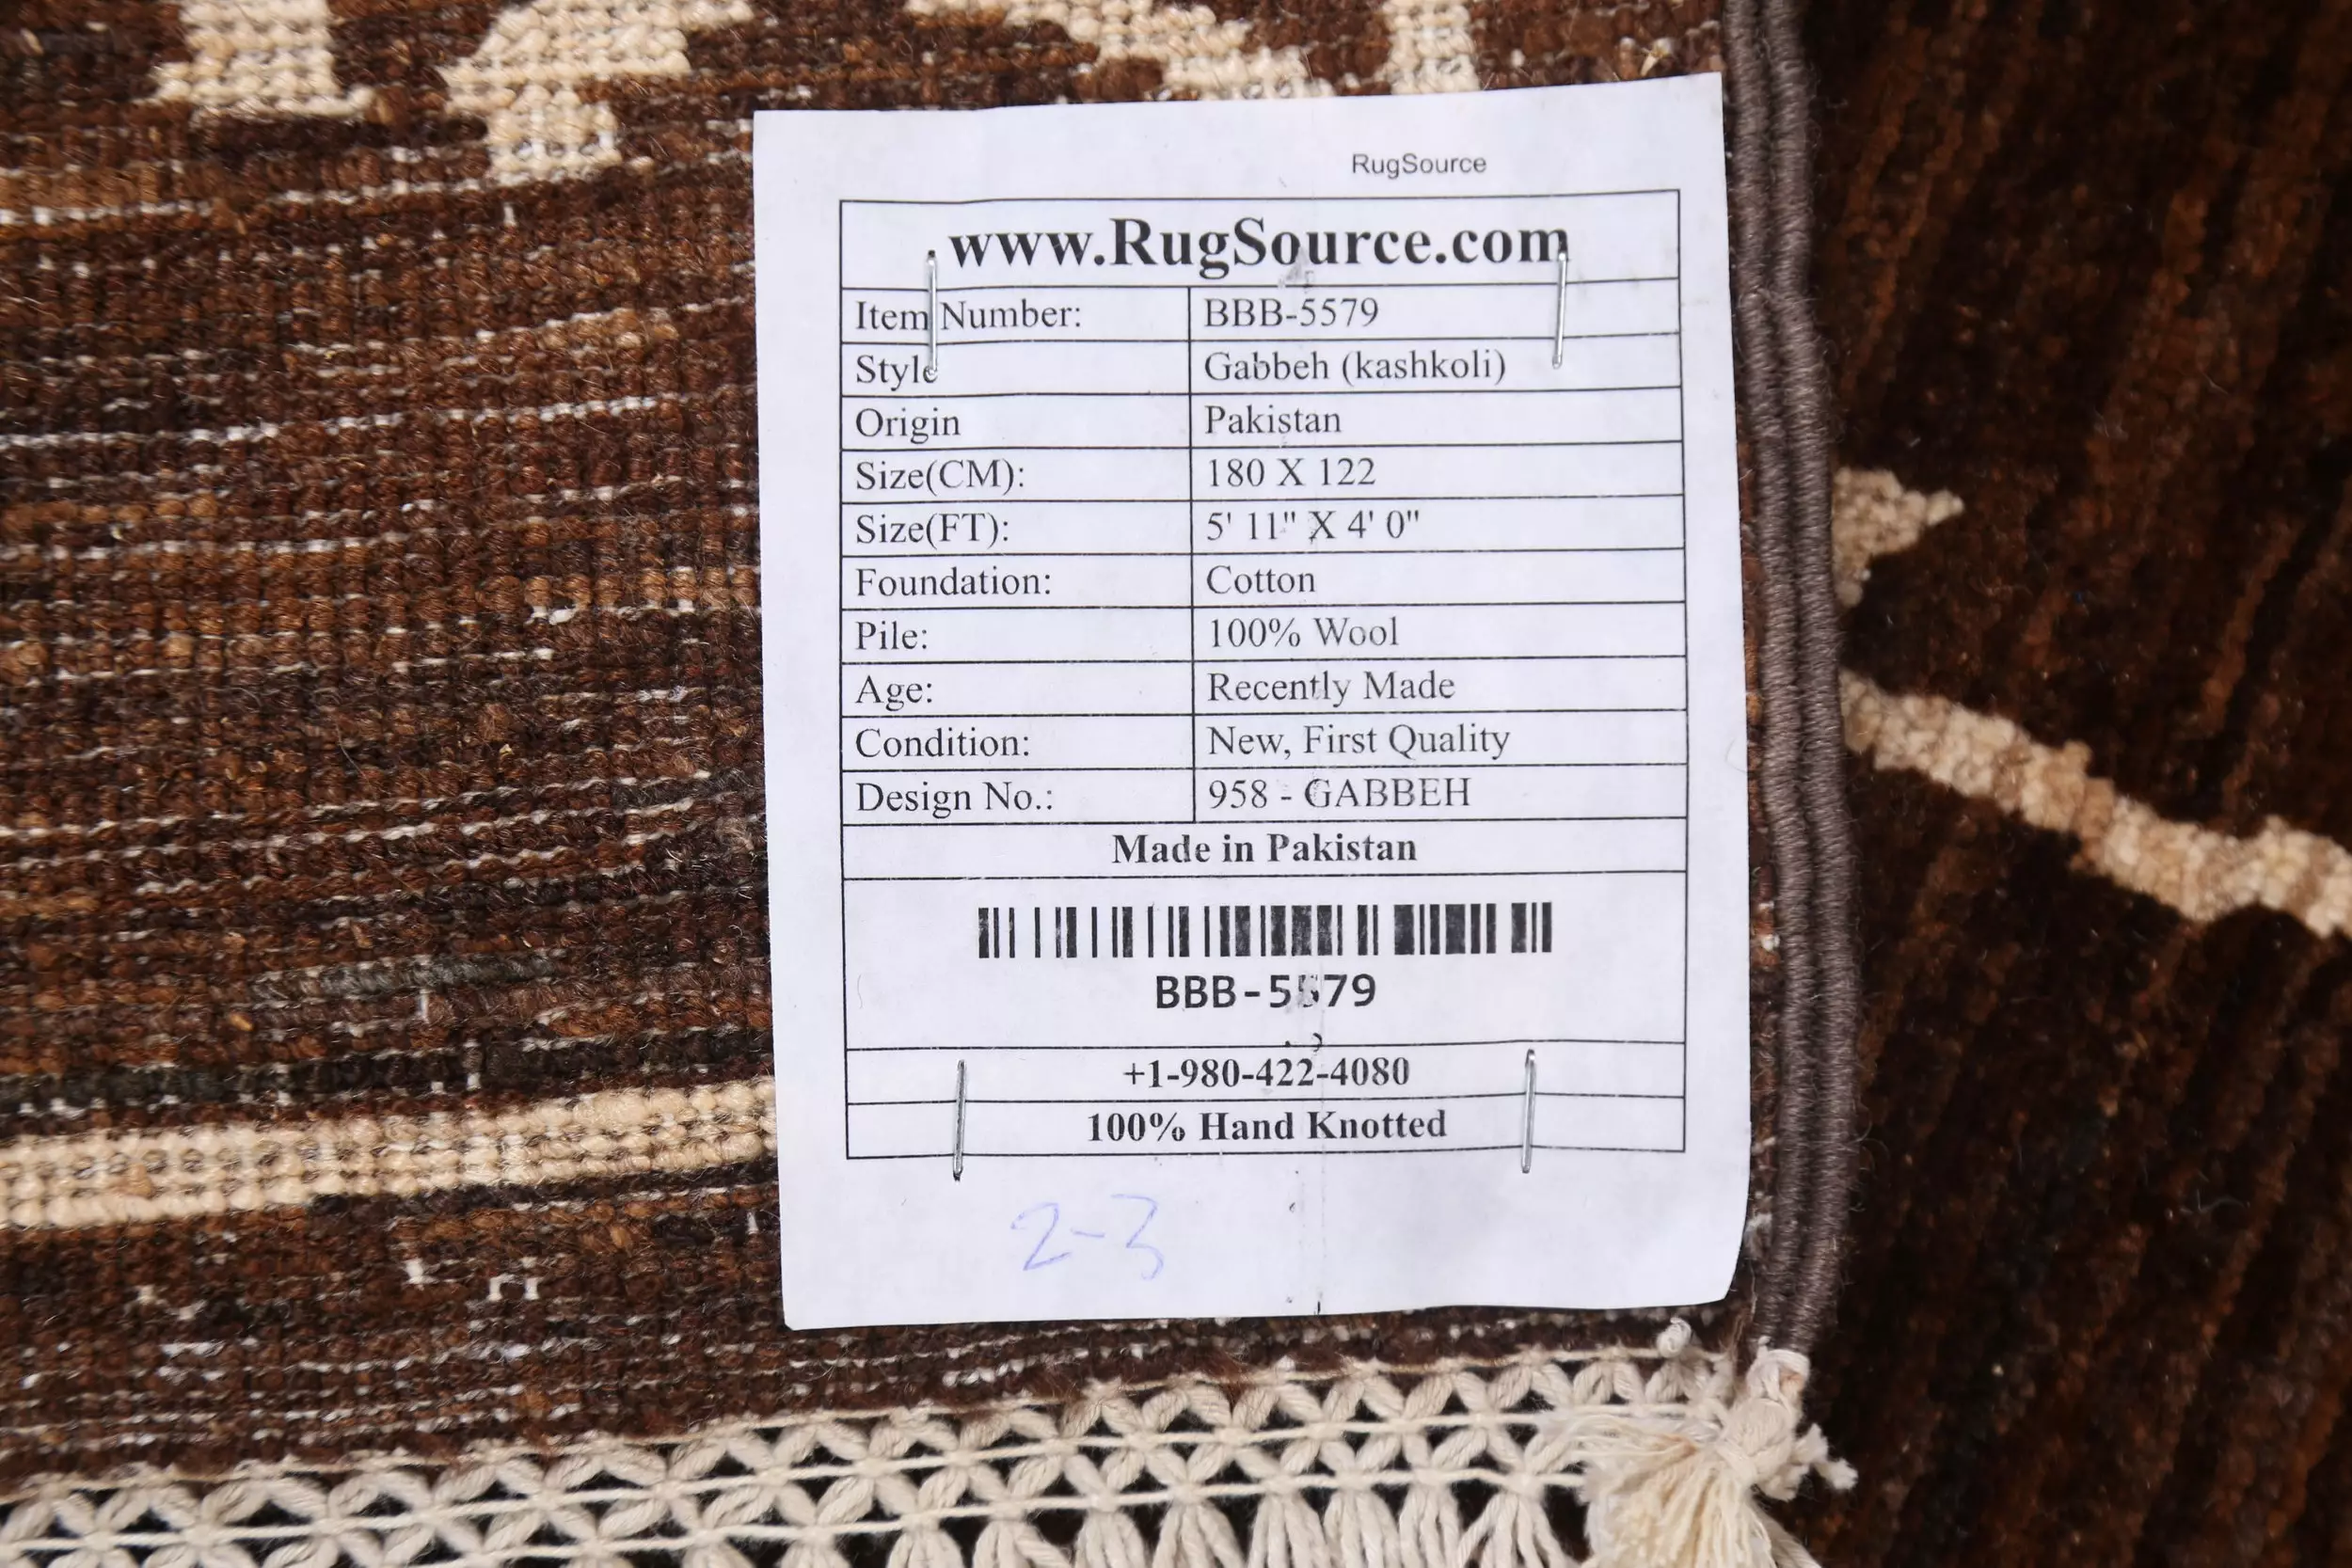 RugSource
www.RugSource.com
Item Number: BBB-5579
Style Gabbeh (kashkoli)
Origin Pakistan
Size(CM): 180 X 122
Size(FT): 5' 11" X 4' 0"
Foundation: Cotton
Pile: 100% Wool
Age: Recently Made
Condition: New, First Quality
Design No.: 958 - GABBEH
Made in Pakistan
BBB-5579
+1-980-422-4080
100% Hand Knotted
2-3